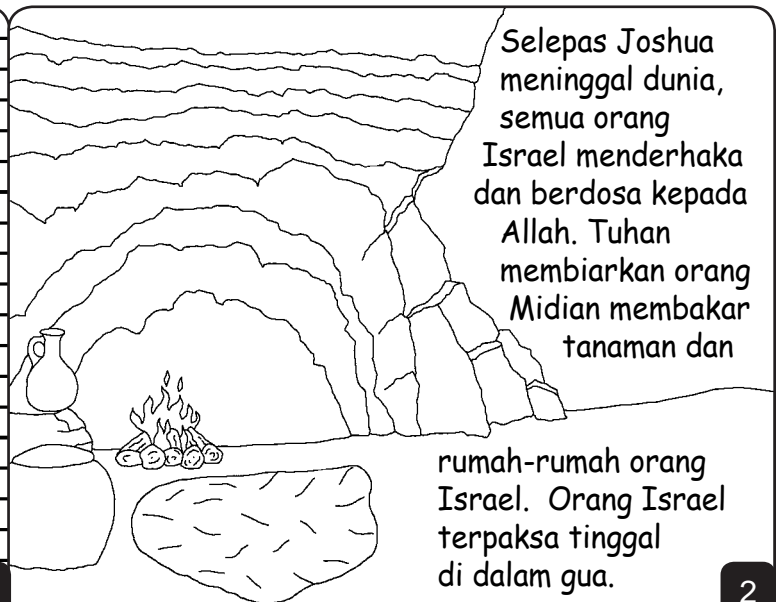 Selepas Joshua
meninggal dunia,
semua orang
Israel menderhaka
dan berdosa kepada
Allah. Tuhan
membiarkan orang
Midian membakar
tanaman dan
rumah-rumah orang
Israel. Orang Israel
terpaksa tinggal
di dalam gua.
2